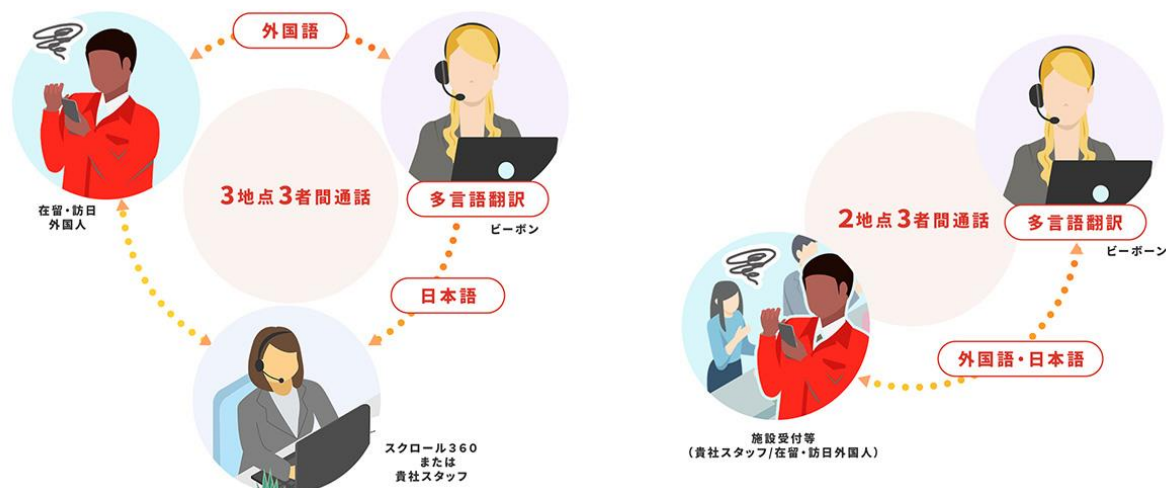 外国語
3地点3者間通話
在留・訪日
外国人
多言語翻訳
ビーボン
日本語
スクロール360
または
貴社スタッフ
2地点3者間通話
多言語翻訳
ビーボーン
外国語・日本語
施設受付等
(貴社スタッフ/在留・訪日外国人)